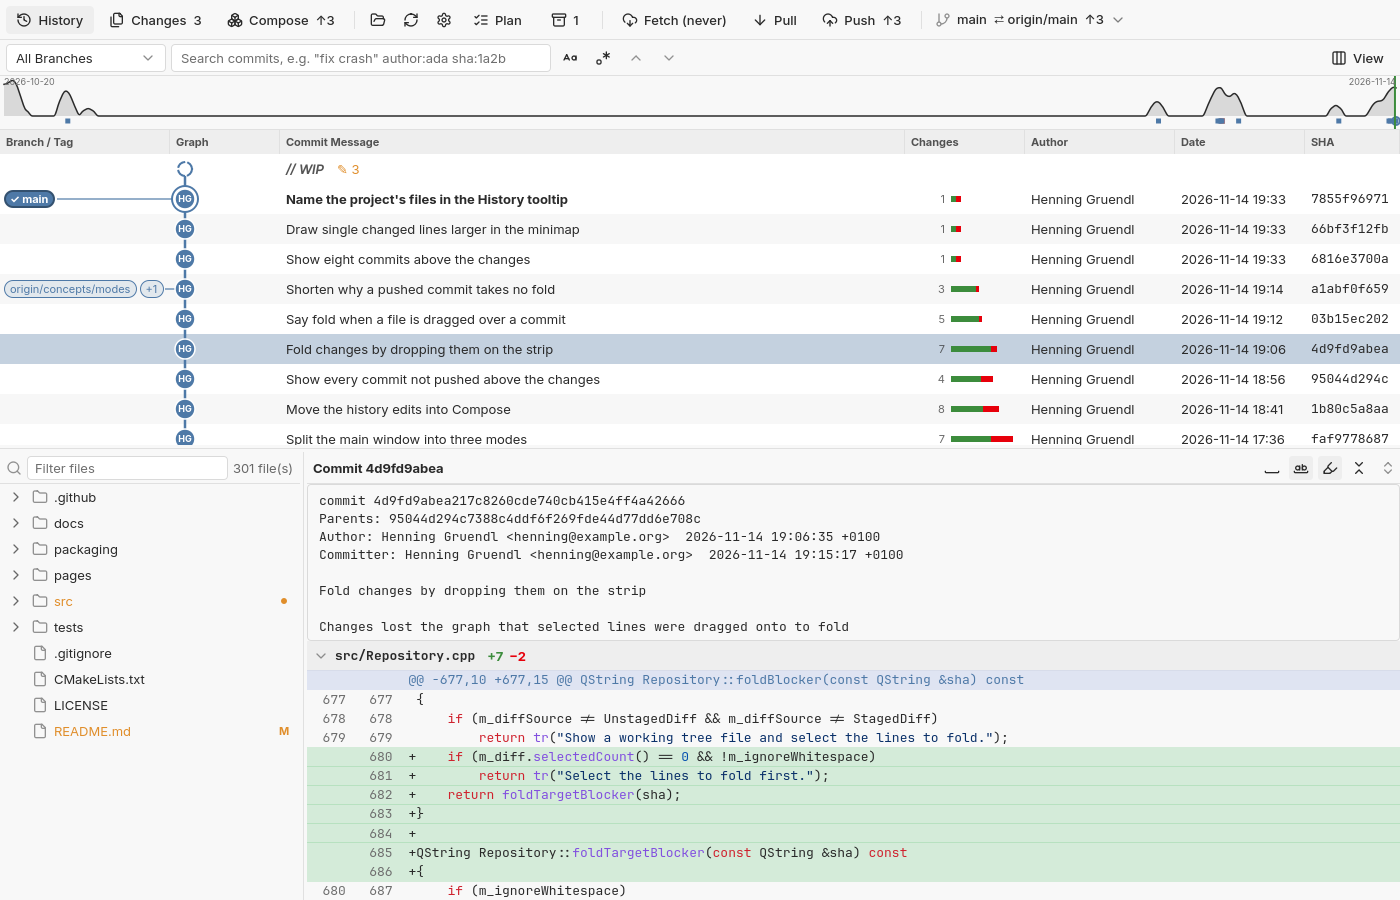 History Changes 3 Compose ↑3 Plan 1 Fetch (never) Pull Push ↑3 main ⇄ origin/main ↑3
All Branches Search commits, e.g. "fix crash" author:ada sha:1a2b Aa .* View
2026-10-20 2026-11-14
Branch / Tag Graph Commit Message Changes Author Date SHA
// WIP ✎ 3
✓ main HG Name the project's files in the History tooltip 1 Henning Gruendl 2026-11-14 19:33 7855f96971
HG Draw single changed lines larger in the minimap 1 Henning Gruendl 2026-11-14 19:33 66bf3f12fb
HG Show eight commits above the changes 1 Henning Gruendl 2026-11-14 19:33 6816e3700a
origin/concepts/modes +1 HG Shorten why a pushed commit takes no fold 3 Henning Gruendl 2026-11-14 19:14 a1abf0f659
HG Say fold when a file is dragged over a commit 5 Henning Gruendl 2026-11-14 19:12 03b15ec202
HG Fold changes by dropping them on the strip 7 Henning Gruendl 2026-11-14 19:06 4d9fd9abea
HG Show every commit not pushed above the changes 4 Henning Gruendl 2026-11-14 18:56 95044d294c
HG Move the history edits into Compose 8 Henning Gruendl 2026-11-14 18:41 1b80c5a8aa
HG Split the main window into three modes 7 Henning Gruendl 2026-11-14 17:36 faf9778687
Filter files 301 file(s)
.github
docs
packaging
pages
src
tests
.gitignore
CMakeLists.txt
LICENSE
README.md M
Commit 4d9fd9abea ab
commit 4d9fd9abea217c8260cde740cb415e4ff4a42666
Parents: 95044d294c7388c4ddf6f269fde44d77dd6e708c
Author: Henning Gruendl <henning@example.org>  2026-11-14 19:06:35 +0100
Committer: Henning Gruendl <henning@example.org>  2026-11-14 19:15:17 +0100
Fold changes by dropping them on the strip
Changes lost the graph that selected lines were dragged onto to fold
src/Repository.cpp +7 −2
@@ -677,10 +677,15 @@ QString Repository::foldBlocker(const QString &sha) const
677 677 {
678 678 if (m_diffSource != UnstagedDiff && m_diffSource != StagedDiff)
679 679 return tr("Show a working tree file and select the lines to fold.");
680 + if (m_diff.selectedCount() == 0 && !m_ignoreWhitespace)
681 + return tr("Select the lines to fold first.");
682 + return foldTargetBlocker(sha);
683 +}
684 +
685 +QString Repository::foldTargetBlocker(const QString &sha) const
686 +{
680 687 if (m_ignoreWhitespace)